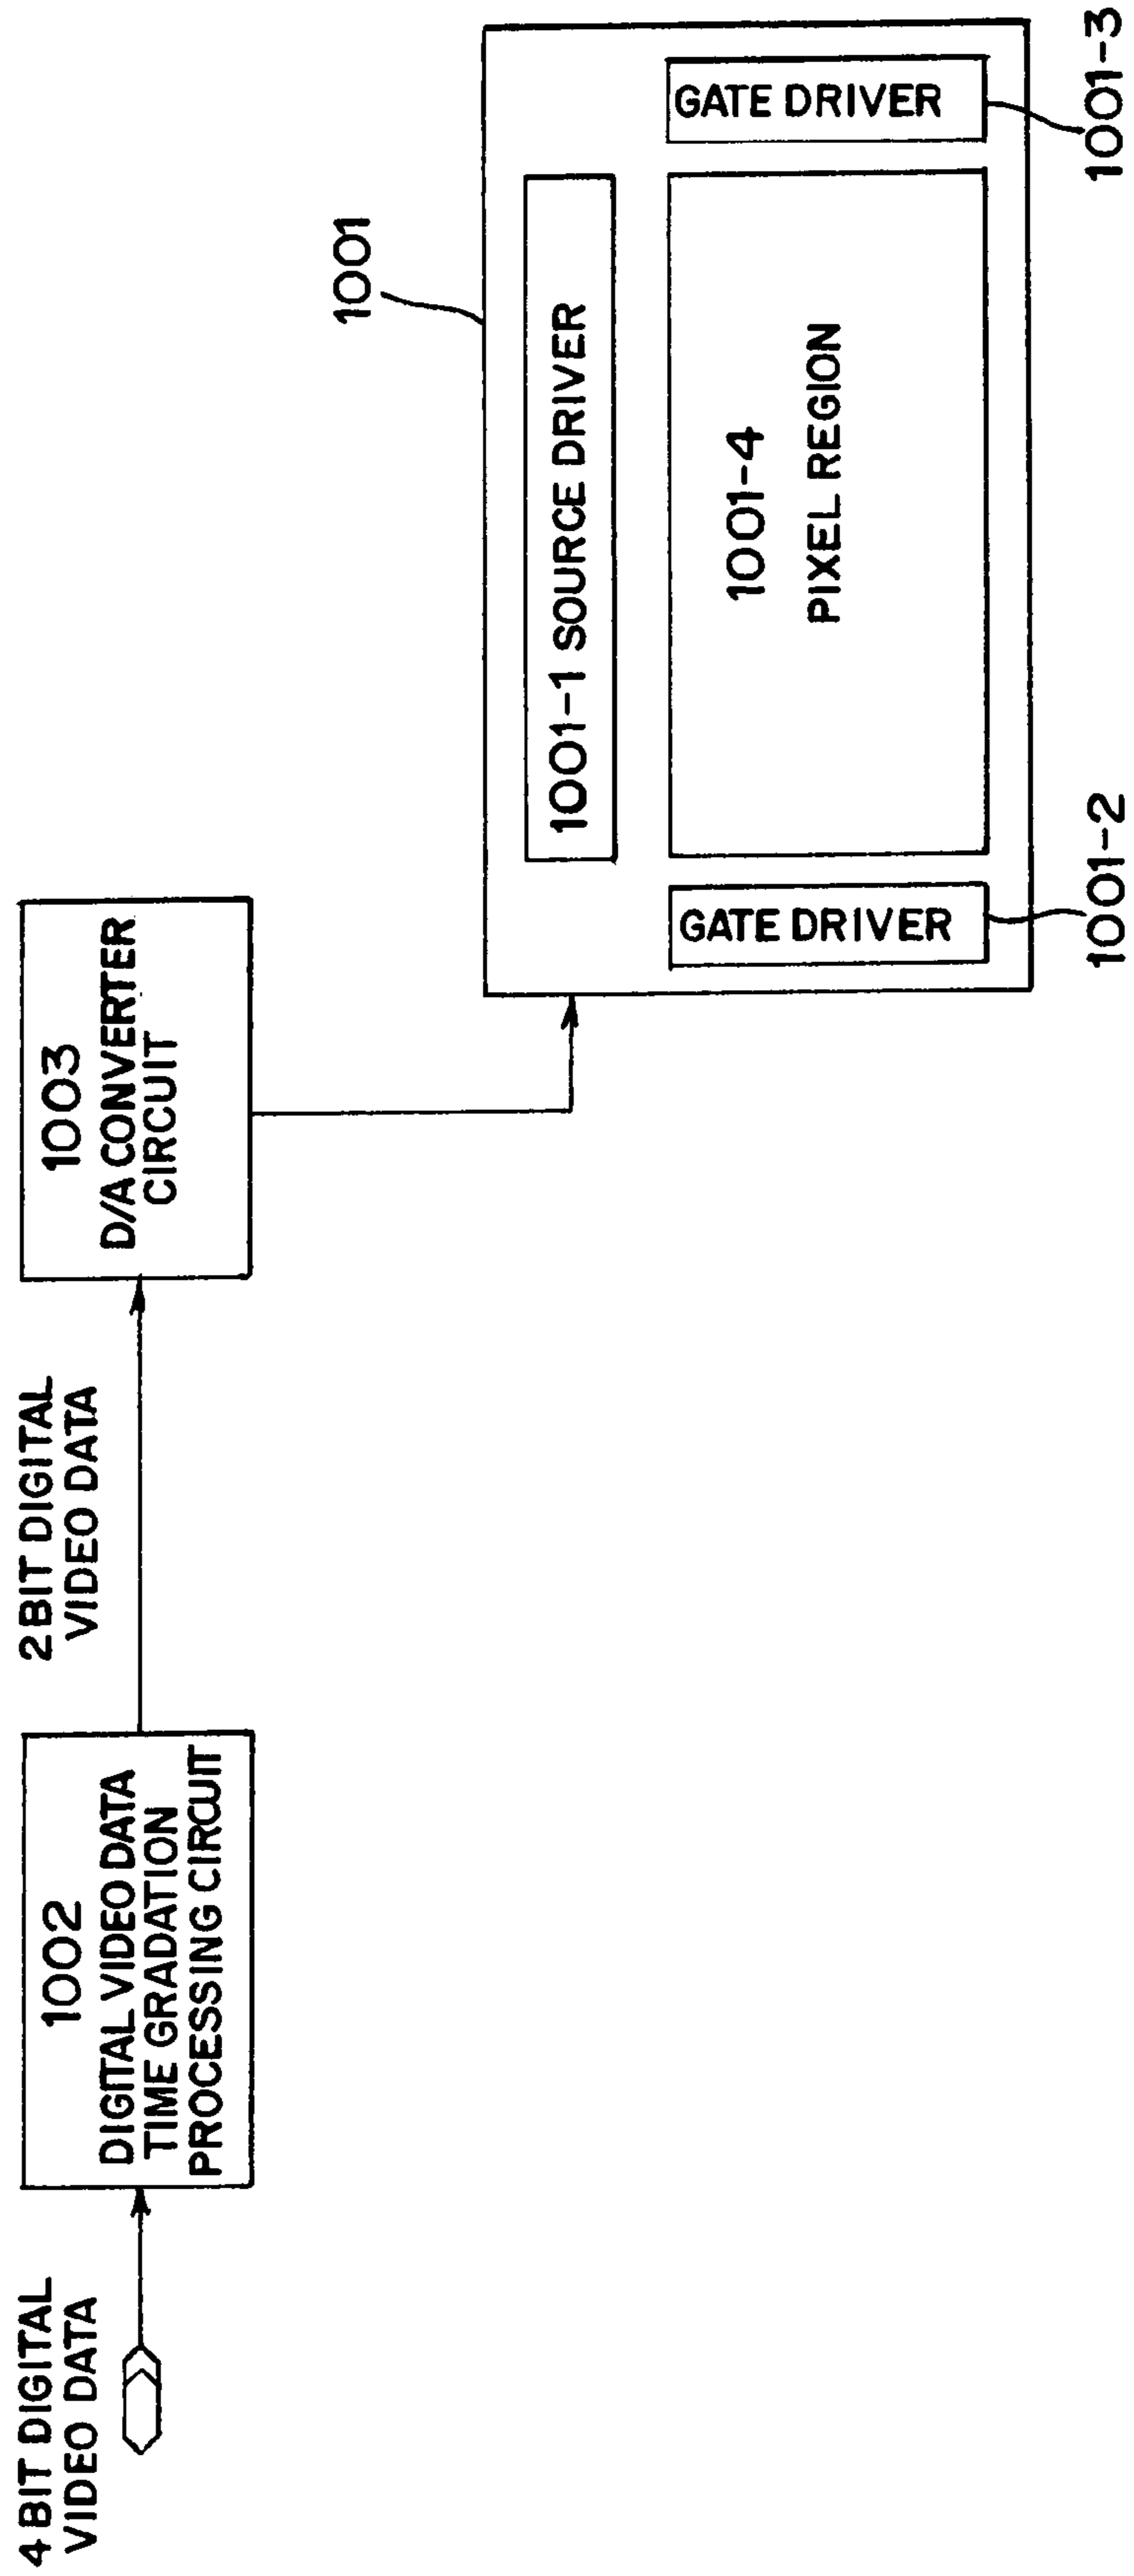 4 BIT DIGITAL
VIDEO DATA
1002
DIGITAL VIDEO DATA
TIME GRADATION
PROCESSING CIRCUIT
2 BIT DIGITAL
VIDEO DATA
1003
D/A CONVERTER
CIRCUIT
1001
1001-1 SOURCE DRIVER
GATE DRIVER
1001-2
1001-4
PIXEL REGION
GATE DRIVER
1001-3